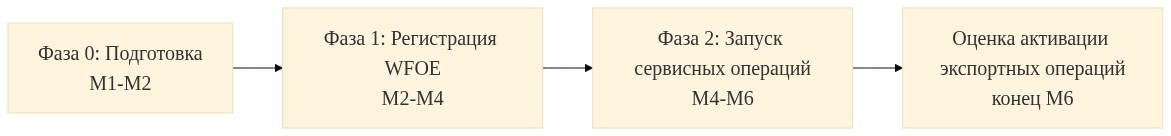 Фаза 0: Подготовка
M1-M2
Фаза 1: Регистрация
WFOE
M2-M4
Фаза 2: Запуск
сервисных операций
M4-M6
Оценка активации
экспортных операций
конец M6